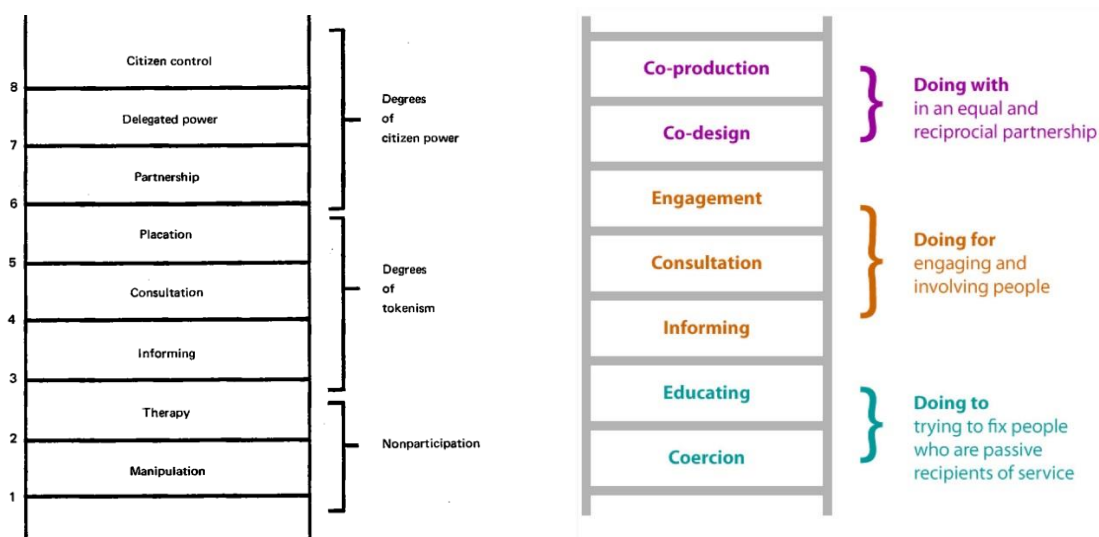 Citizen control
8
Delegated power
7
Partnership
6
Placation
5
Consultation
4
Informing
3
Therapy
2
Manipulation
1
Degrees
of
citizen power
Degrees
of
tokenism
Nonparticipation
Co-production
Co-design
Engagement
Consultation
Informing
Educating
Coercion
Doing with
in an equal and
reciprocial partnership
Doing for
engaging and
involving people
Doing to
trying to fix people
who are passive
recipients of service